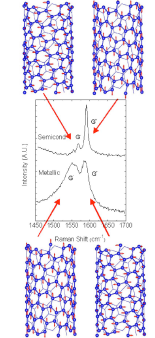 Semicond.
G⁻
G⁺
Metallic
G⁻
G⁺
Intensity (A.U.)
1450 1500 1550 1600 1650 1700
Raman Shift (cm⁻¹)